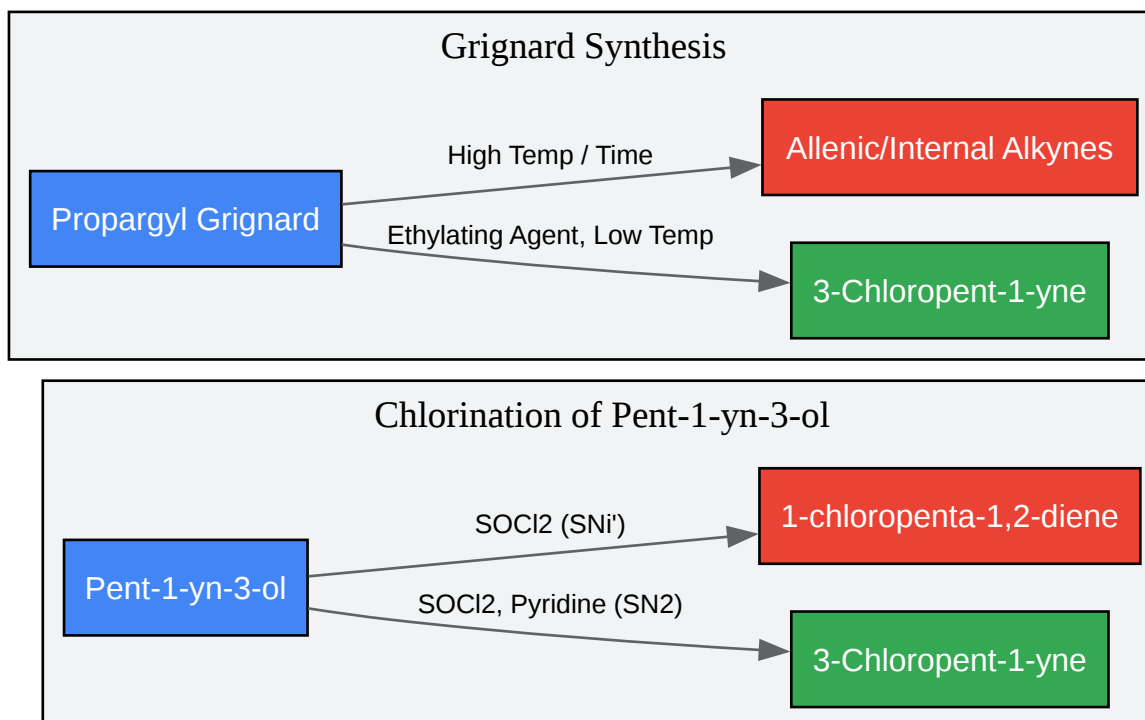 Grignard Synthesis
High Temp / Time
Allenic/Internal Alkynes
Propargyl Grignard
Ethylating Agent, Low Temp
3-Chloropent-1-yne
Chlorination of Pent-1-yn-3-ol
SOCl2 (SNi')
1-chloropenta-1,2-diene
Pent-1-yn-3-ol
SOCl2, Pyridine (SN2)
3-Chloropent-1-yne